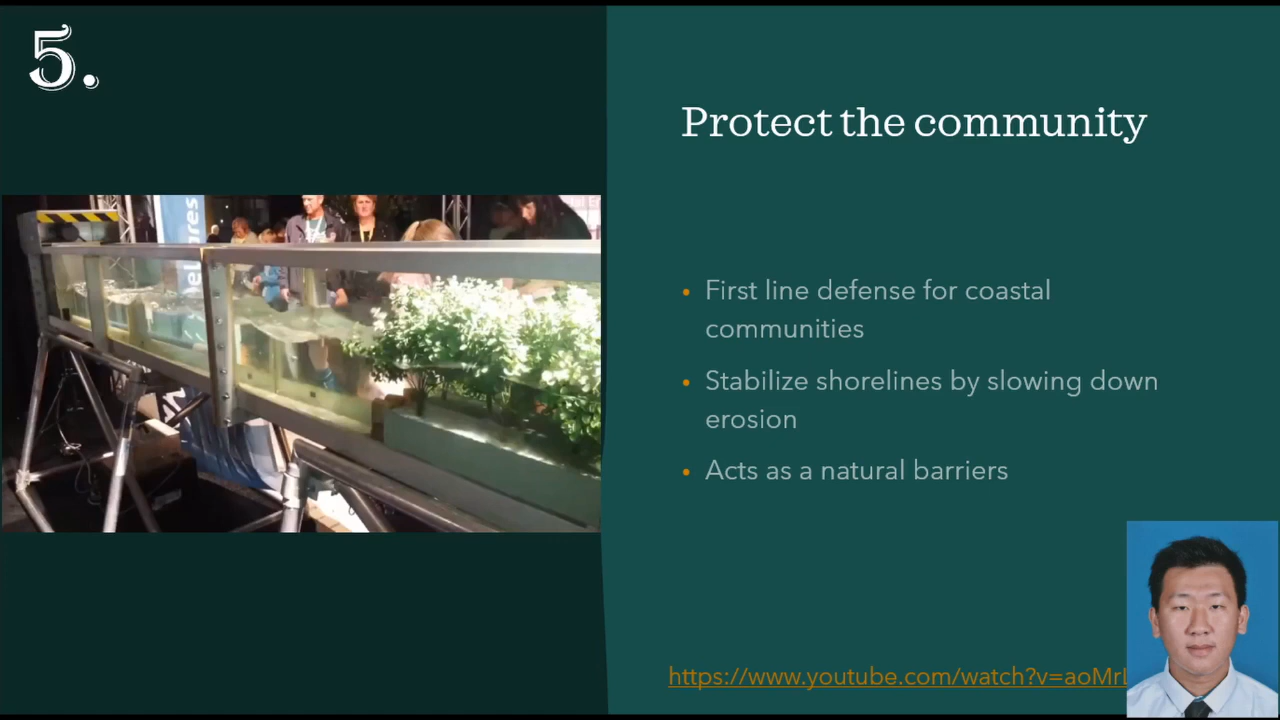 5.
Protect the community
First line defense for coastal
communities
Stabilize shorelines by slowing down
erosion
Acts as a natural barriers
https://www.youtube.com/watch?v=aoMrL